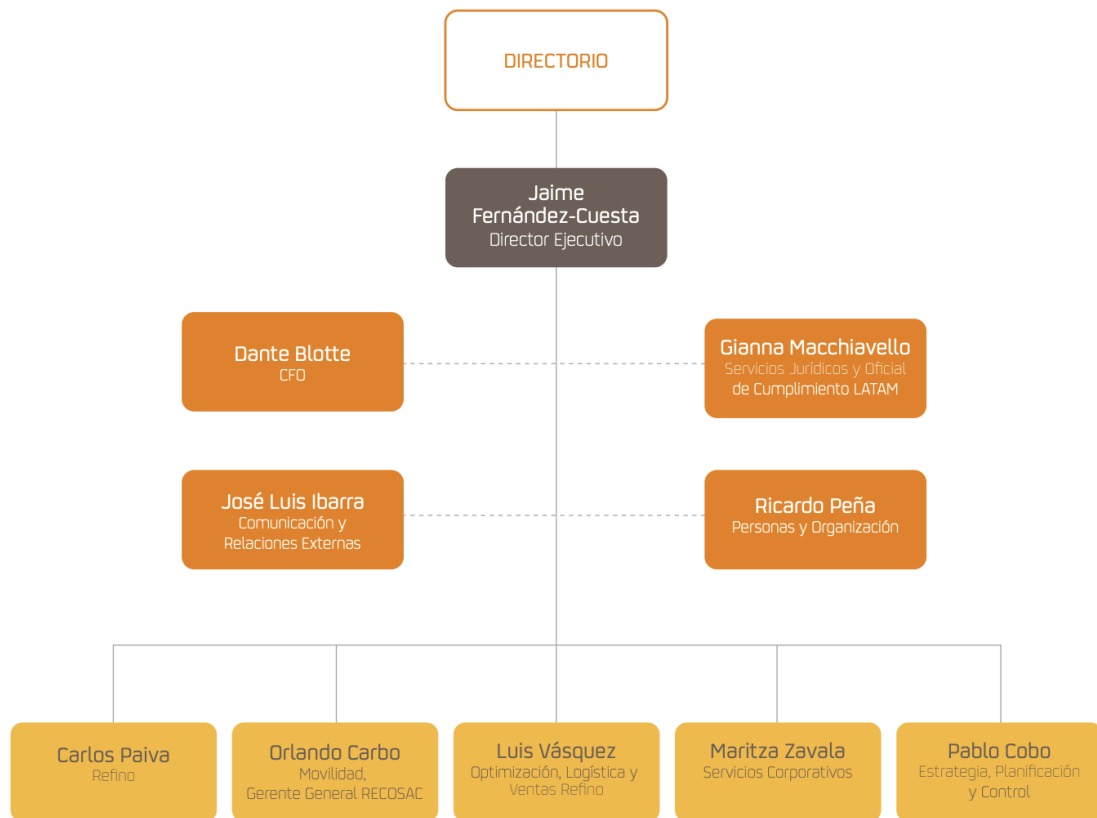 DIRECTORIO
Jaime
Fernández-Cuesta
Director Ejecutivo
Dante Blotte
CFO
Gianna Macchiavello
Servicios Jurídicos y Oficial
de Cumplimiento LATAM
José Luis Ibarra
Comunicación y
Relaciones Externas
Ricardo Peña
Personas y Organización
Carlos Paiva
Refino
Orlando Carbo
Movilidad,
Gerente General RECOSAC
Luis Vásquez
Optimización, Logística y
Ventas Refino
Maritza Zavala
Servicios Corporativos
Pablo Cobo
Estrategia, Planificación
y Control